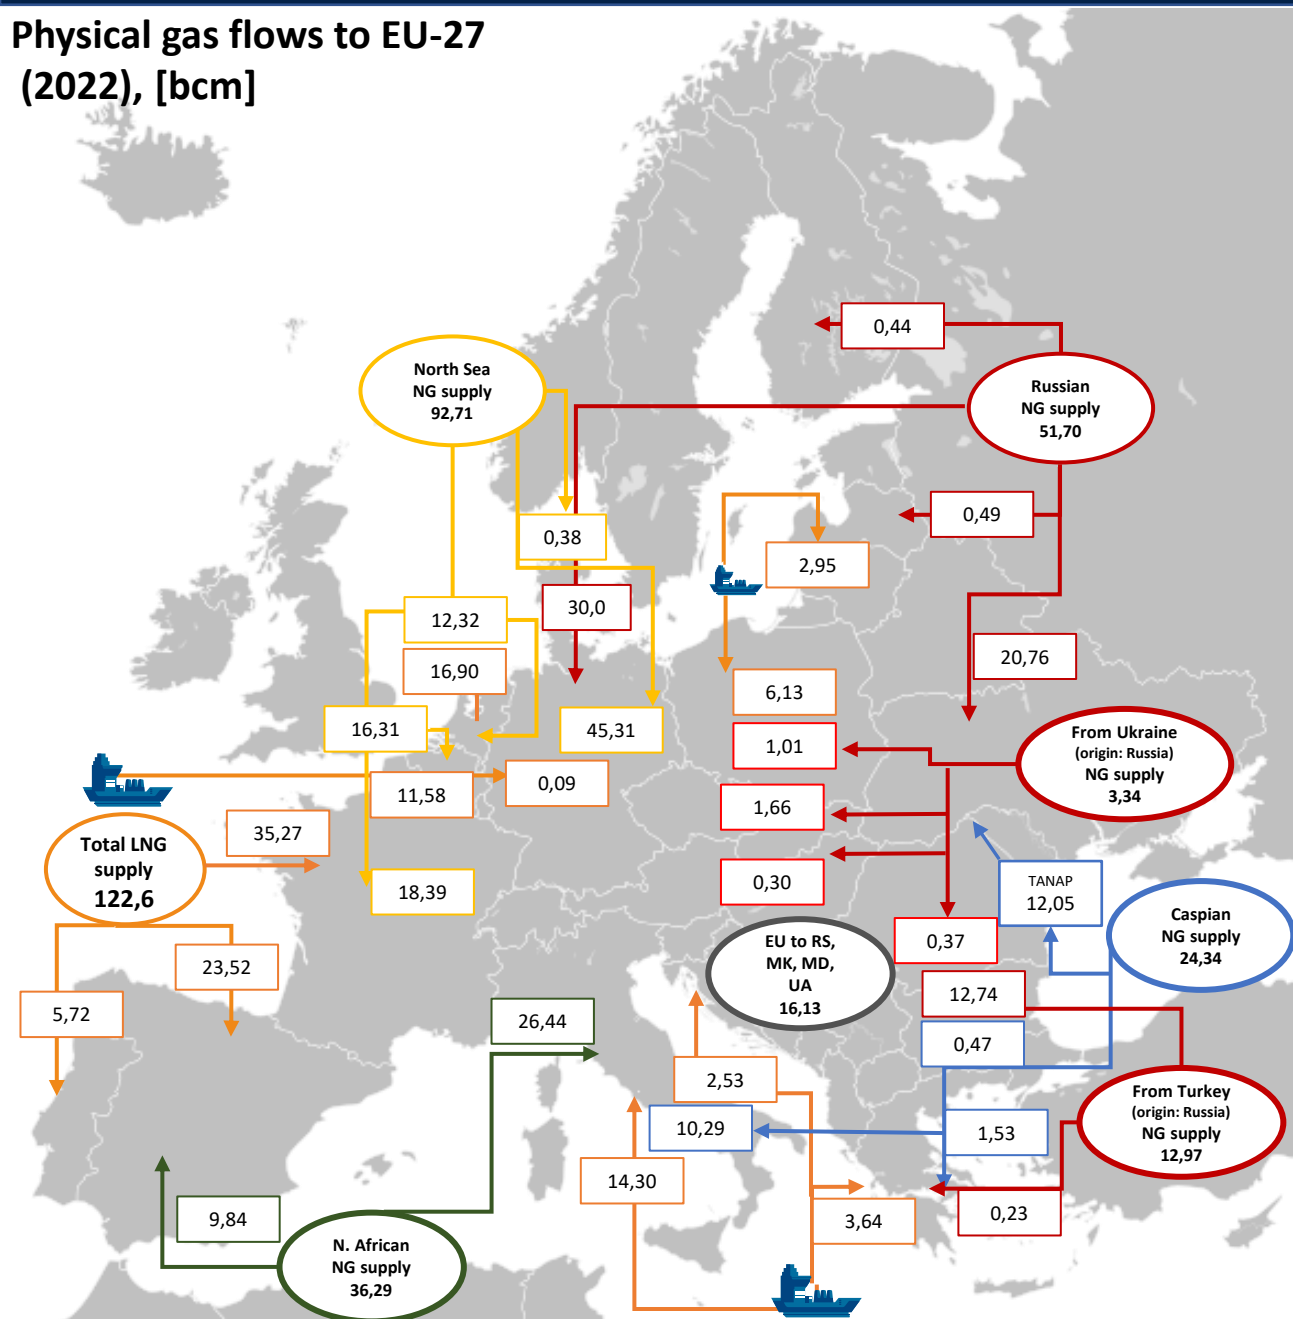 Physical gas flows to EU-27
(2022), [bcm]
0,44
North Sea
NG supply
92,71
Russian
NG supply
51,70
0,49
0,38
2,95
30,0
12,32
20,76
16,90
6,13
16,31
45,31
1,01
From Ukraine
(origin: Russia)
NG supply
3,34
0,09
11,58
1,66
35,27
Total LNG
supply
122,6
0,30
18,39
TANAP
12,05
Caspian
NG supply
24,34
0,37
EU to RS,
MK, MD,
UA
16,13
23,52
5,72
12,74
26,44
0,47
2,53
From Turkey
(origin: Russia)
NG supply
12,97
10,29
1,53
14,30
9,84
3,64
0,23
N. African
NG supply
36,29